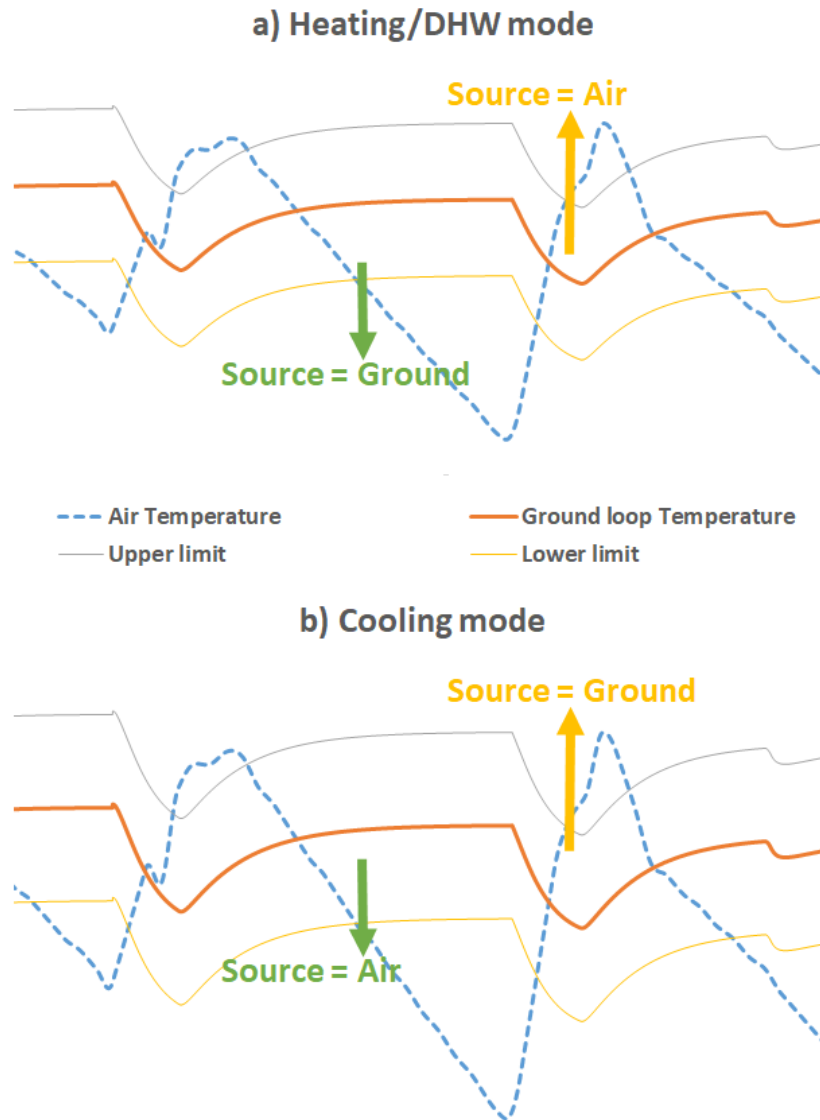 a) Heating/DHW mode
Source = Air
Source = Ground
Air Temperature
Ground loop Temperature
Upper limit
Lower limit
b) Cooling mode
Source = Ground
Source = Air